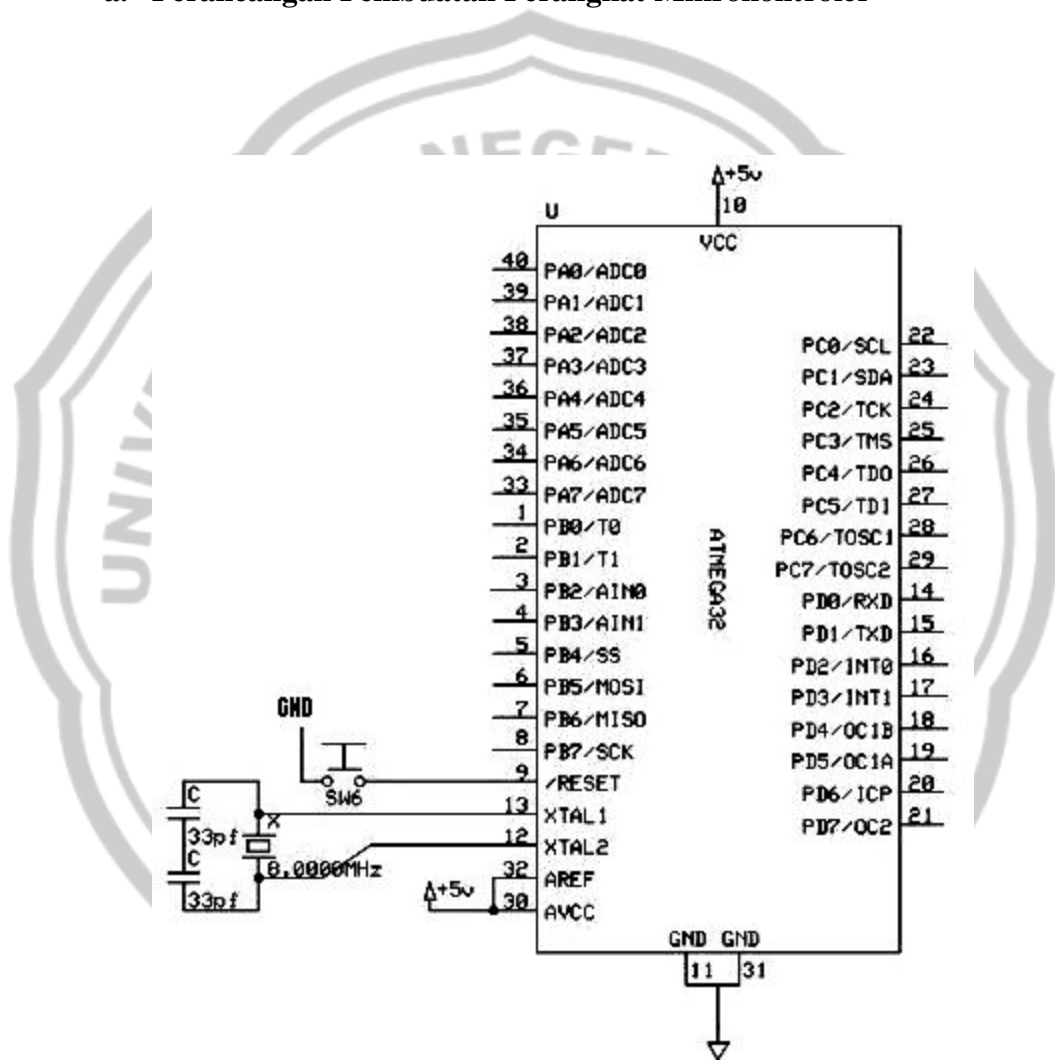 a. Perancangan Pembuatan Perangkat Mikrokontroler
NEGER
UNIV
+5v
10
U
VCC
40 PA0/ADC0
39 PA1/ADC1
38 PA2/ADC2
37 PA3/ADC3
36 PA4/ADC4
35 PA5/ADC5
34 PA6/ADC6
33 PA7/ADC7
1 PB0/T0
2 PB1/T1
3 PB2/AIN0
4 PB3/AIN1
5 PB4/SS
6 PB5/MOSI
7 PB6/MISO
8 PB7/SCK
9 /RESET
13 XTAL1
12 XTAL2
32 AREF
30 AVCC
ATMEGA32
PC0/SCL 22
PC1/SDA 23
PC2/TCK 24
PC3/TMS 25
PC4/TDO 26
PC5/TDI 27
PC6/TOSC1 28
PC7/TOSC2 29
PD0/RXD 14
PD1/TXD 15
PD2/INT0 16
PD3/INT1 17
PD4/OC1B 18
PD5/OC1A 19
PD6/ICP 20
PD7/OC2 21
GND
SW6
C
33pf
X
C
33pf
8.0000MHz
+5v
GND GND
11 31